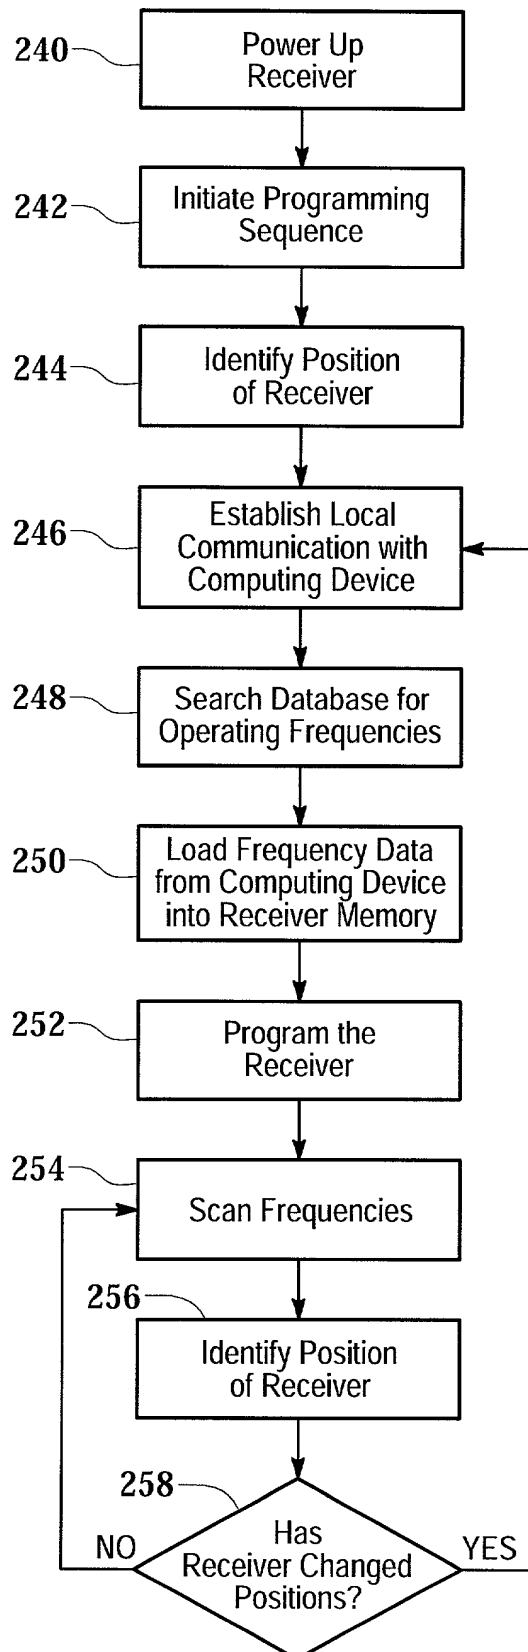 240
Power Up
Receiver
242
Initiate Programming
Sequence
244
Identify Position
of Receiver
246
Establish Local
Communication with
Computing Device
248
Search Database for
Operating Frequencies
250
Load Frequency Data
from Computing Device
into Receiver Memory
252
Program the
Receiver
254
Scan Frequencies
256
Identify Position
of Receiver
258
NO
Has
Receiver Changed
Positions?
YES